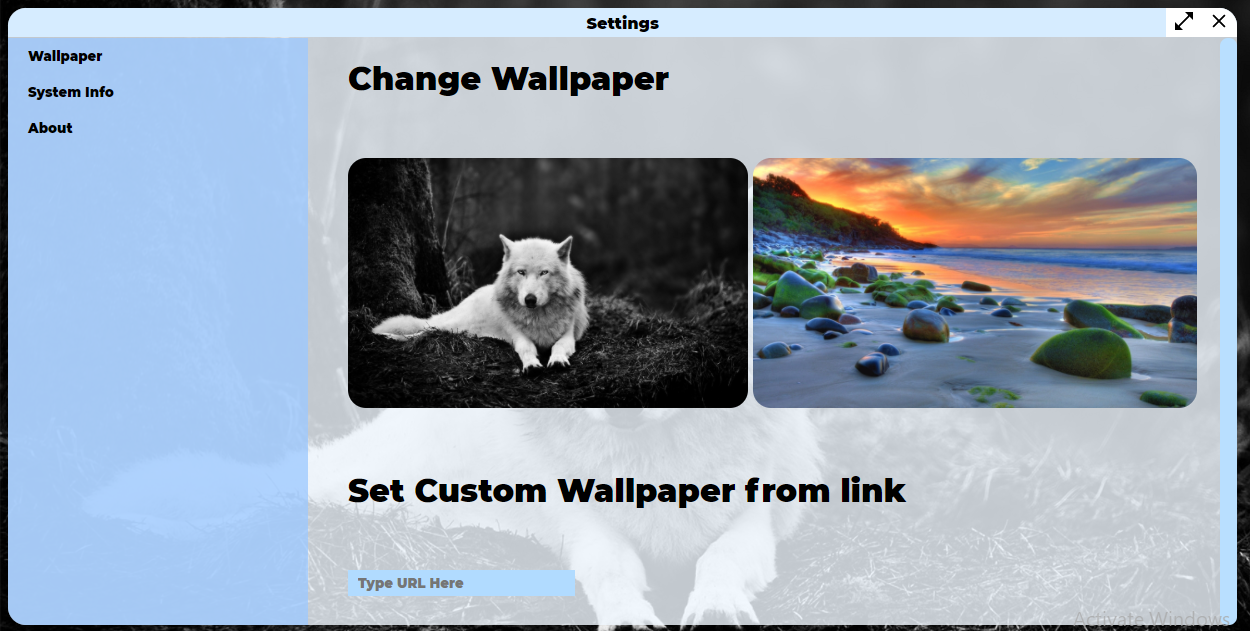 Settings
Wallpaper
System Info
About
Change Wallpaper
Set Custom Wallpaper from link
Type URL Here
Activate Windows